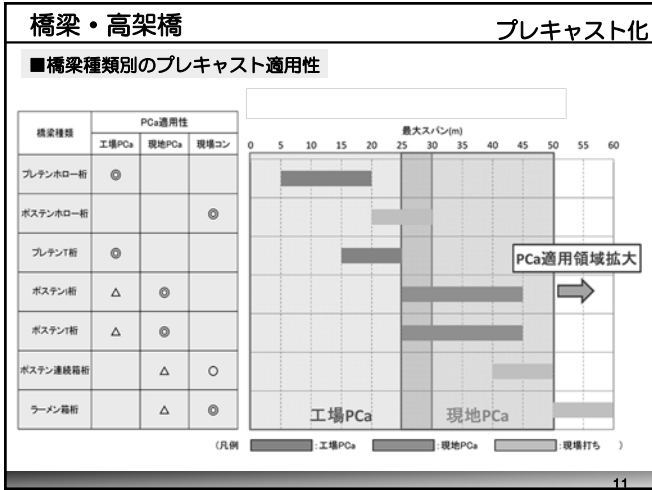 橋梁・高架橋
プレキャスト化
■橋梁種類別のプレキャスト適用性
橋梁種類
PCa適用性
工場PCa 現地PCa 現場コン
最大スパン(m)
0 5 10 15 20 25 30 35 40 45 50 55 60
プレテンホロー桁 ◎
ポステンホロー桁 ◎
プレテンT桁 ◎
PCa適用領域拡大
ポステンI桁 △ ◎
ポステンT桁 △ ◎
ポステン連続箱桁 △ ○
ラーメン箱桁 △ ◎
工場PCa 現地PCa
(凡例 :工場PCa :現地PCa :現場打ち )
11